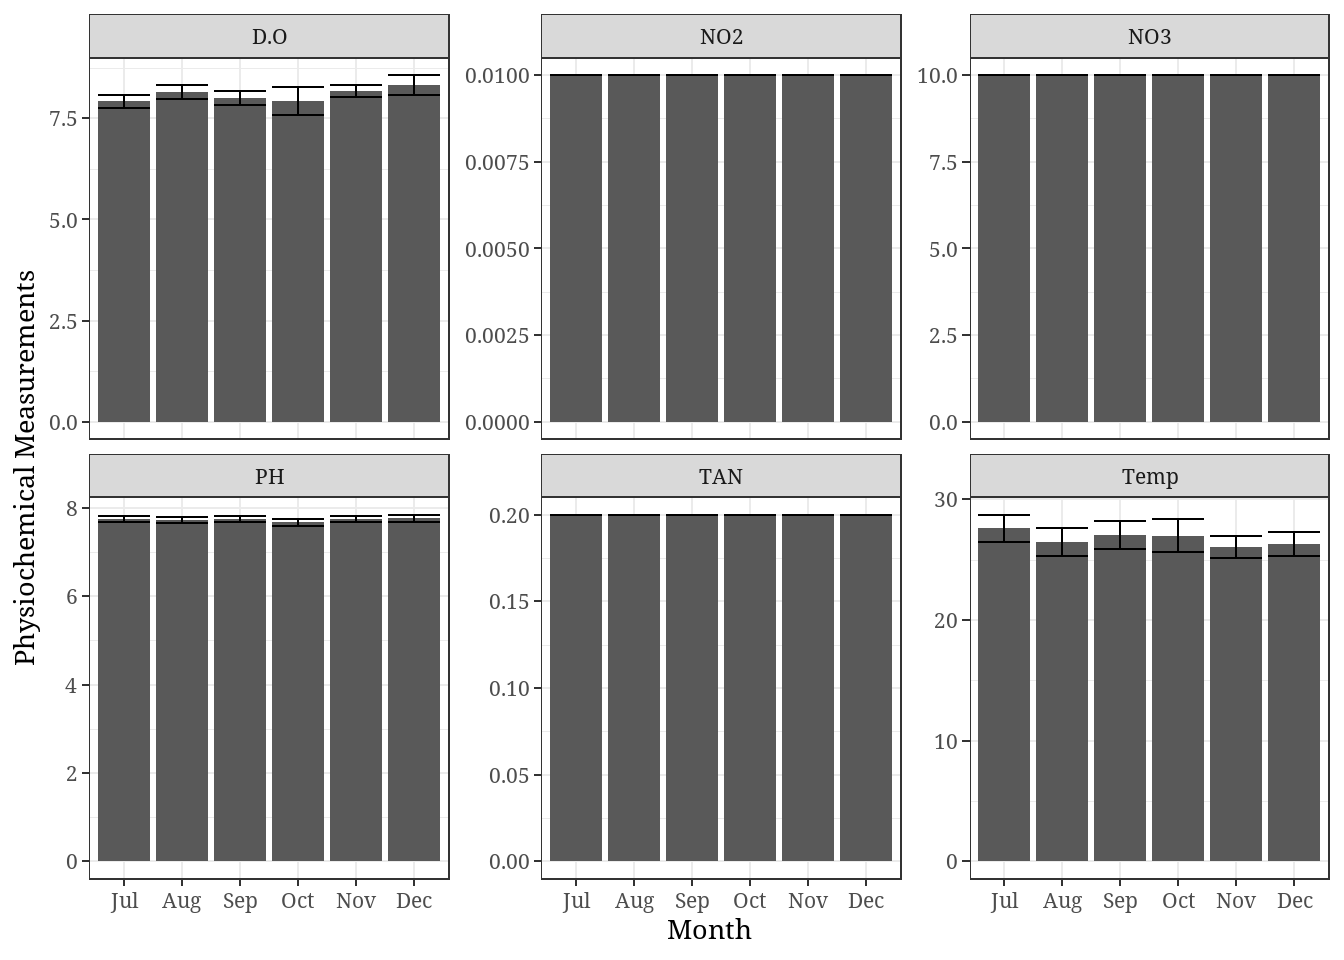 D.O
NO2
NO3
7.5
5.0
2.5
0.0
0.0100
0.0075
0.0050
0.0025
0.0000
10.0
7.5
5.0
2.5
0.0
Physiochemical Measurements
PH
TAN
Temp
8
6
4
2
0
0.20
0.15
0.10
0.05
0.00
30
20
10
0
Jul Aug Sep Oct Nov Dec
Jul Aug Sep Oct Nov Dec
Jul Aug Sep Oct Nov Dec
Month